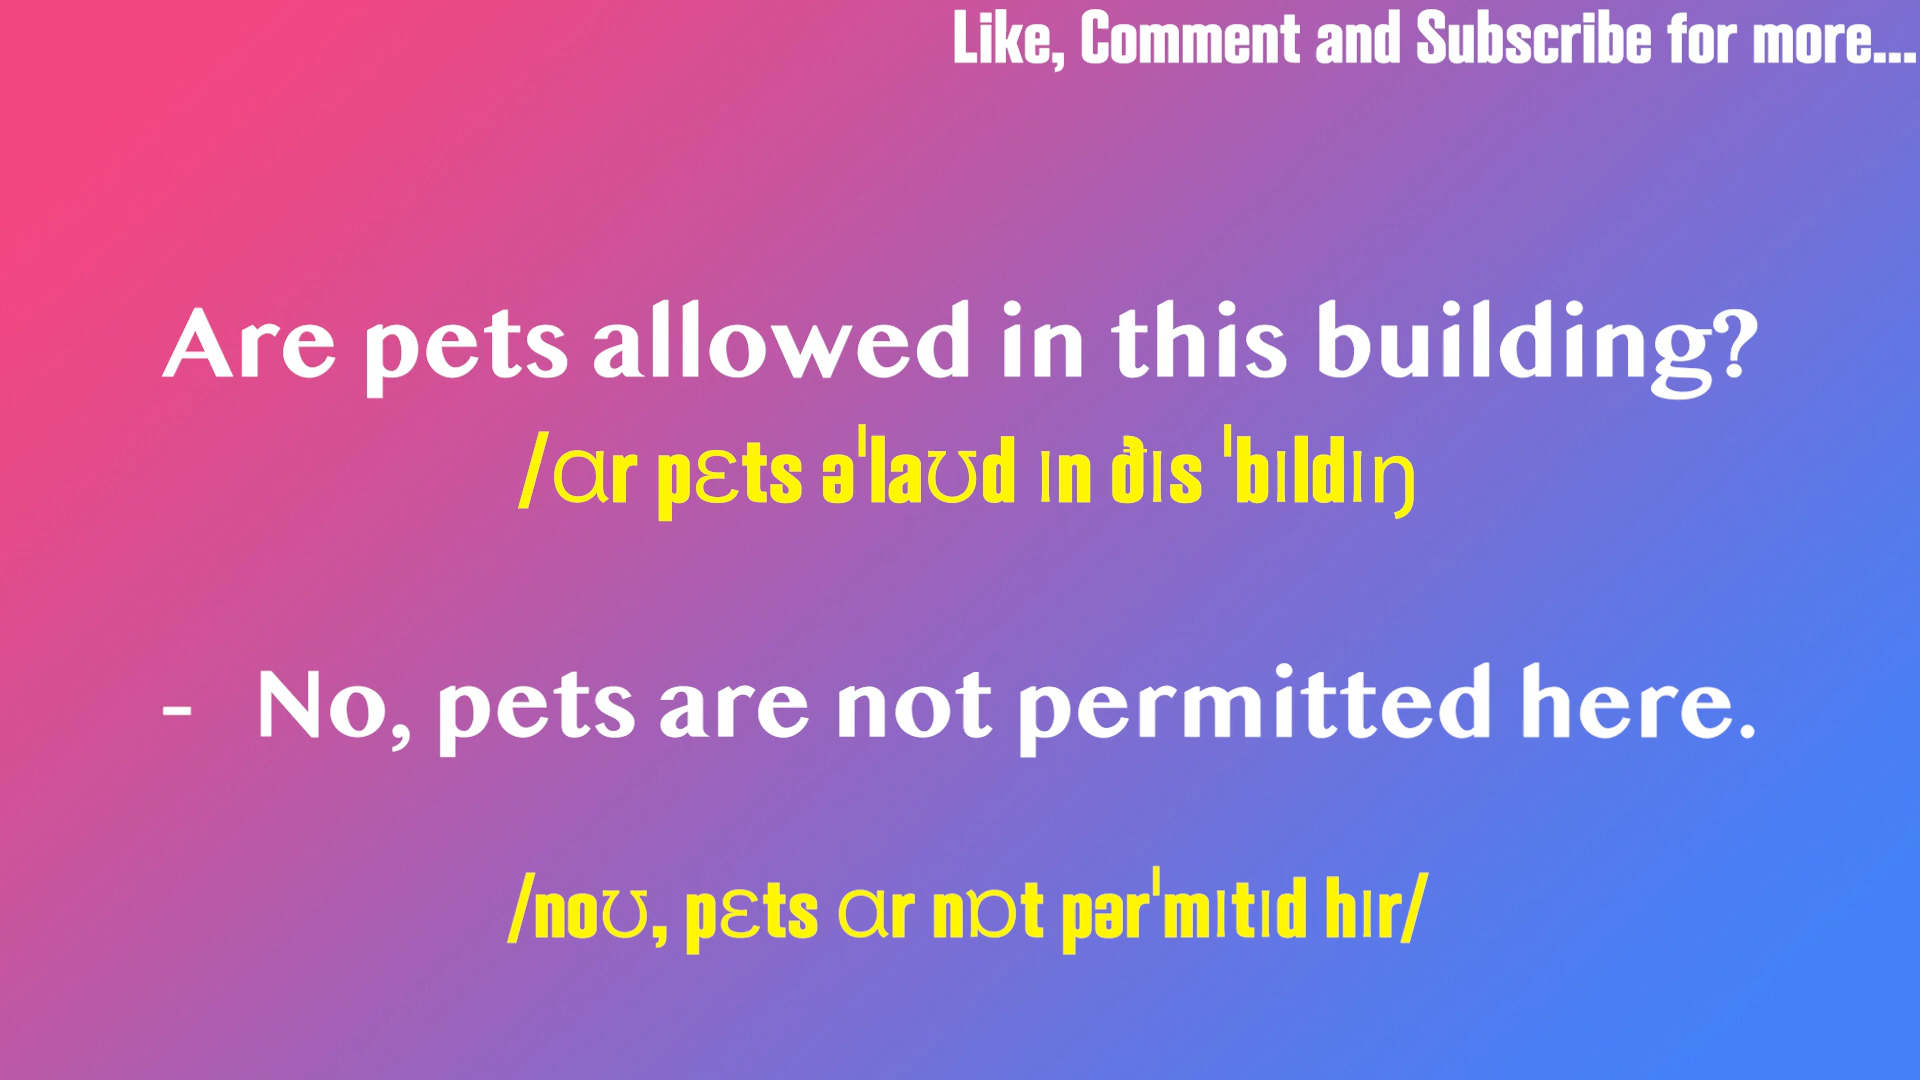 Like, Comment and Subscribe for more...
Are pets allowed in this building?
/ɑr pɛts əˈlaʊd ɪn ðɪs ˈbɪldɪŋ
- No, pets are not permitted here.
/noʊ, pɛts ɑr nɒt pərˈmɪtɪd hɪr/